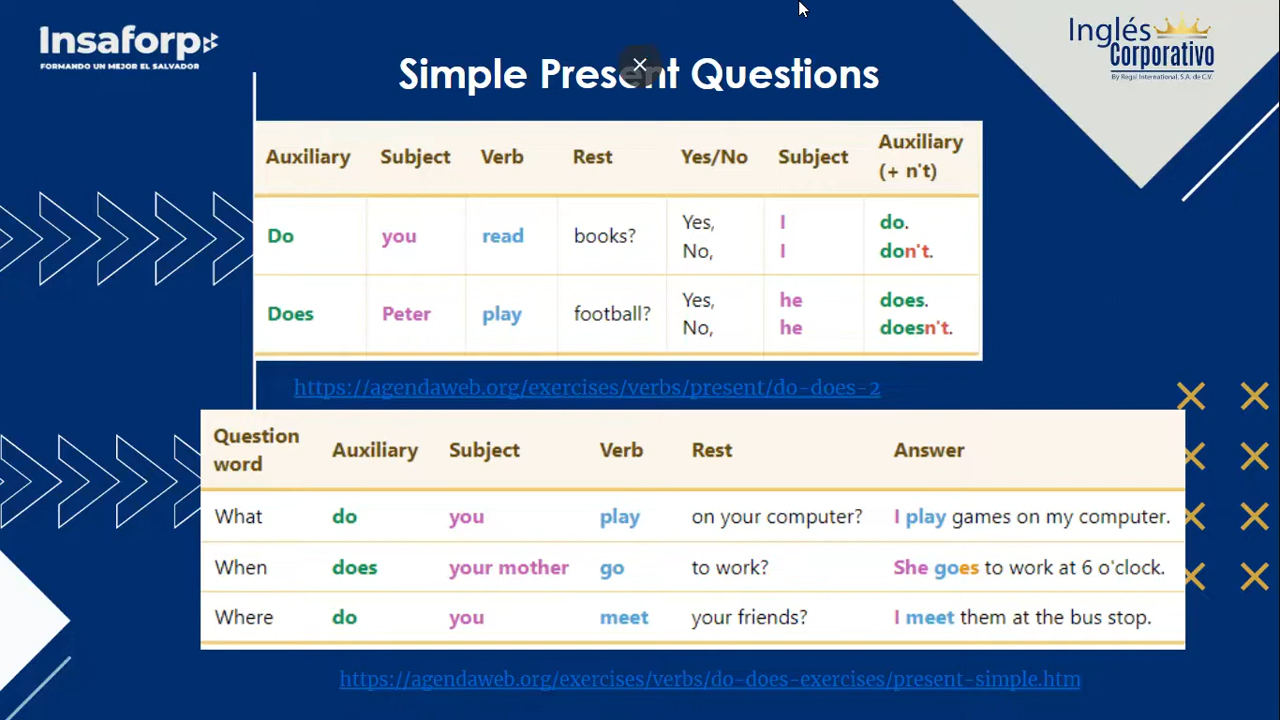 Insaforp
FORMANDO UN MEJOR EL SALVADOR
Inglés
Corporativo
By Regal International, S.A. de C.V.
Simple Present Questions
Auxiliary Subject Verb Rest Yes/No Subject Auxiliary (+ n't)
Do you read books? Yes, I do.
No, I don't.
Does Peter play football? Yes, he does.
No, he doesn't.
https://agendaweb.org/exercises/verbs/present/do-does-2
Question word Auxiliary Subject Verb Rest Answer
What do you play on your computer? I play games on my computer.
When does your mother go to work? She goes to work at 6 o'clock.
Where do you meet your friends? I meet them at the bus stop.
https://agendaweb.org/exercises/verbs/do-does-exercises/present-simple.htm